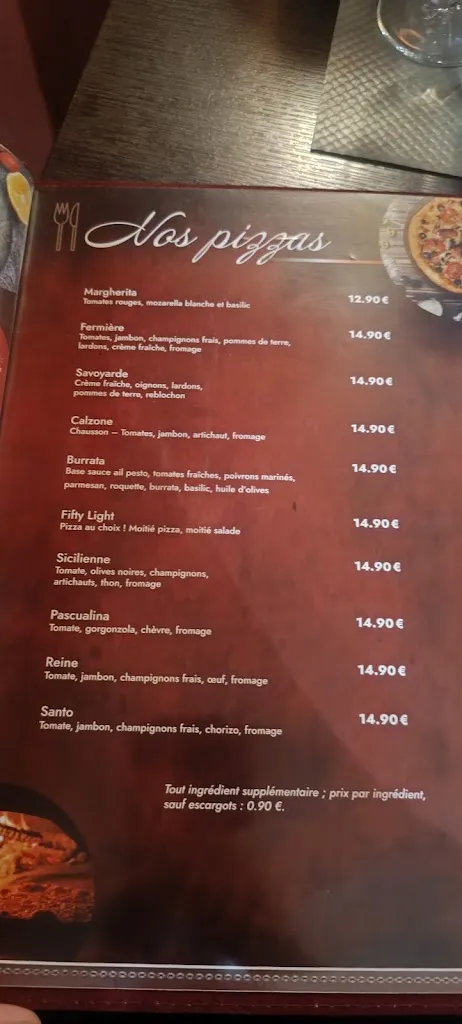 Nos pizzas
Margherita 12.90 €
Tomates rouges, mozarella blanche et basilic
Fermière 14.90 €
Tomates, jambon, champignons frais, pommes de terre,
lardons, crème fraîche, fromage
Savoyarde 14.90 €
Crème fraîche, oignons, lardons,
pommes de terre, reblochon
Calzone 14.90 €
Chausson – Tomates, jambon, artichaut, fromage
Burrata 14.90 €
Base sauce ail pesto, tomates fraîches, poivrons marinés,
parmesan, roquette, burrata, basilic, huile d'olives
Fifty Light 14.90 €
Pizza au choix ! Moitié pizza, moitié salade
Sicilienne 14.90 €
Tomate, olives noires, champignons,
artichauts, thon, fromage
Pascualina 14.90 €
Tomate, gorgonzola, chèvre, fromage
Reine 14.90 €
Tomate, jambon, champignons frais, œuf, fromage
Santo 14.90 €
Tomate, jambon, champignons frais, chorizo, fromage
Tout ingrédient supplémentaire ; prix par ingrédient,
sauf escargots : 0.90 €.